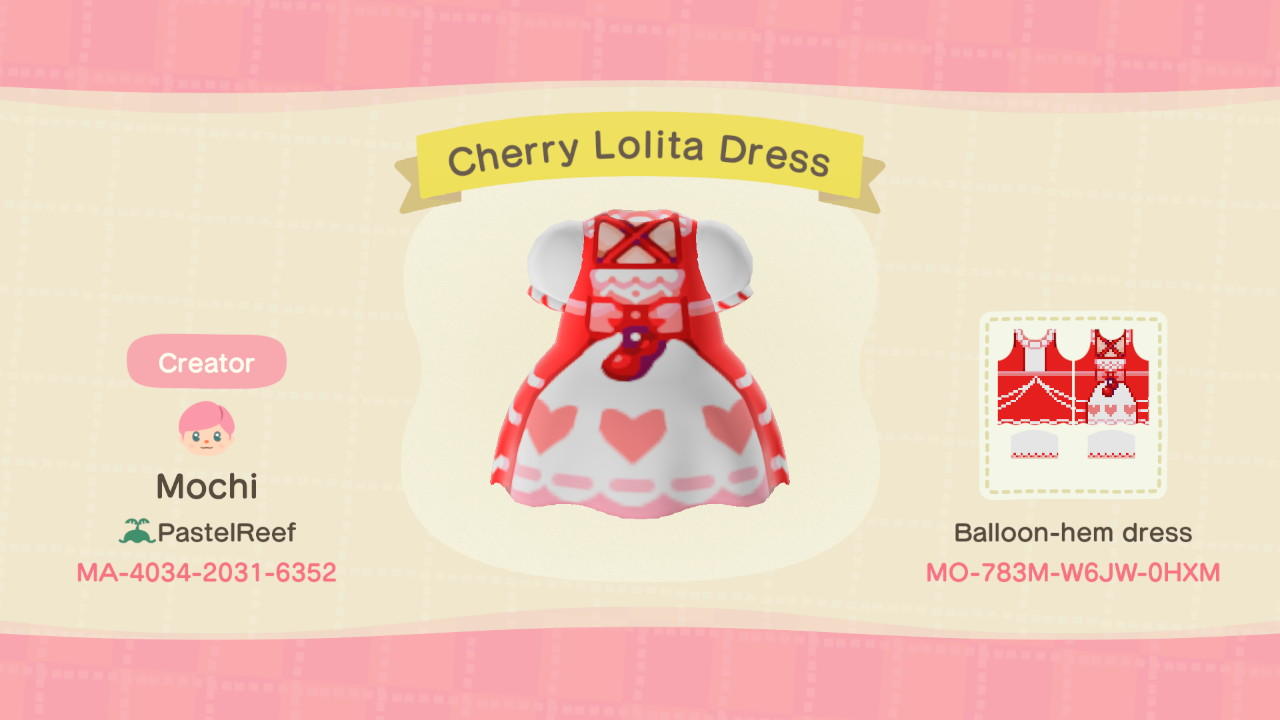 Cherry Lolita Dress
Creator
Mochi
PastelReef
MA-4034-2031-6352
Balloon-hem dress
MO-783M-W6JW-0HXM